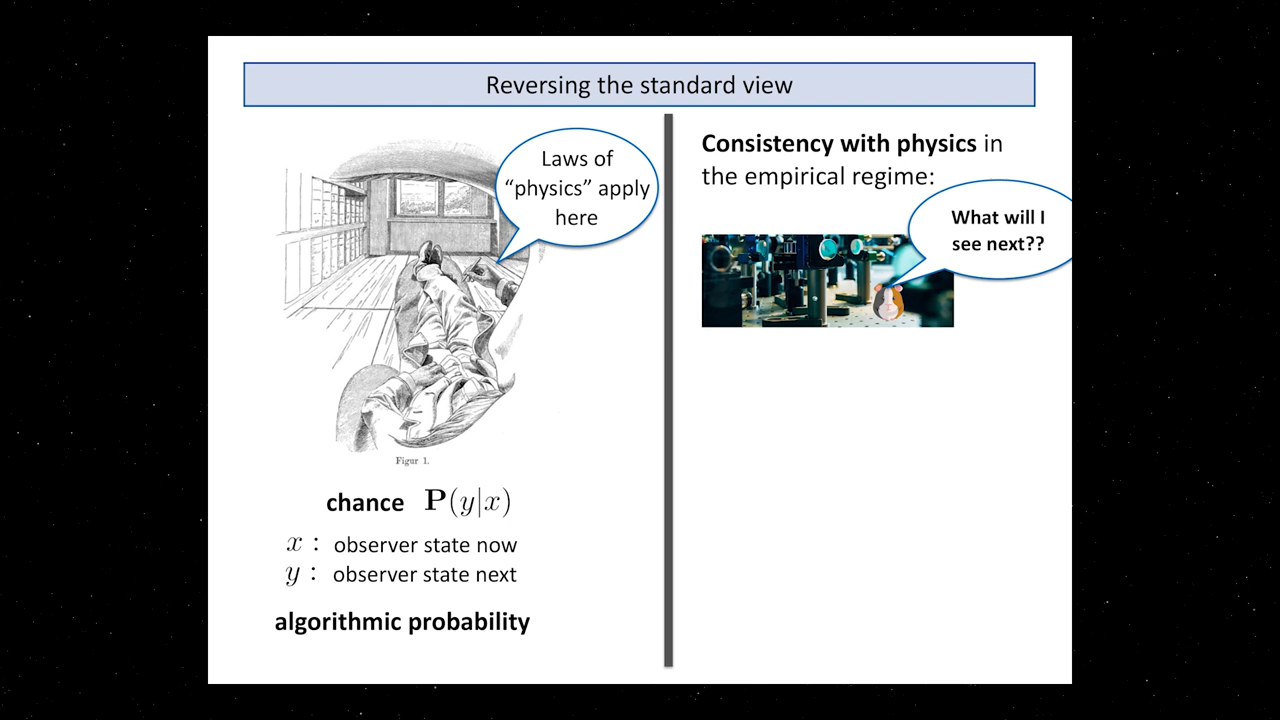 Reversing the standard view
Laws of
“physics” apply
here
Figur 1.
chance P(y|x)
x : observer state now
y : observer state next
algorithmic probability
Consistency with physics in
the empirical regime:
What will I
see next??